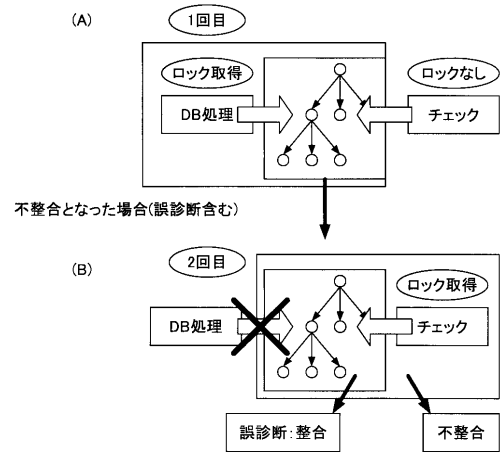 (A)
1回目
ロック取得
ロックなし
DB処理
チェック
不整合となった場合(誤診断含む)
(B)
2回目
ロック取得
DB処理
チェック
誤診断：整合
不整合